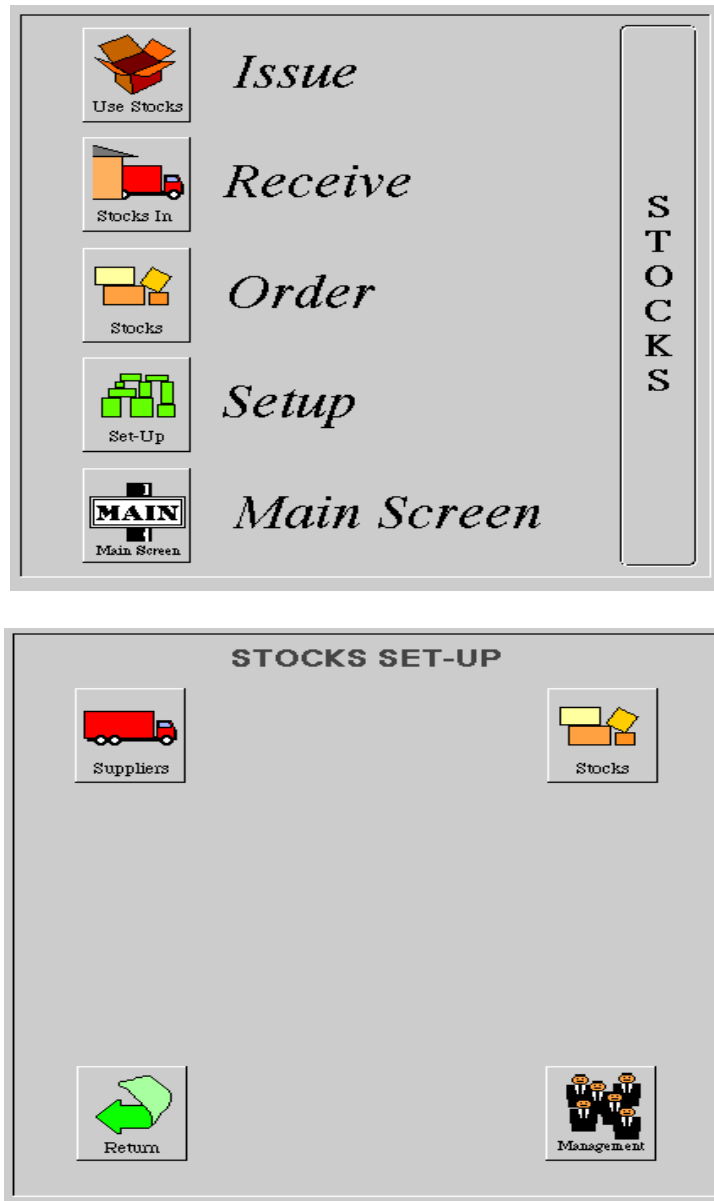 Issue
Use Stocks
Receive
Stocks In
Order
Stocks
Setup
Set-Up
MAIN
Main Screen
Main Screen
STOCKS
STOCKS SET-UP
Suppliers
Stocks
Return
Management